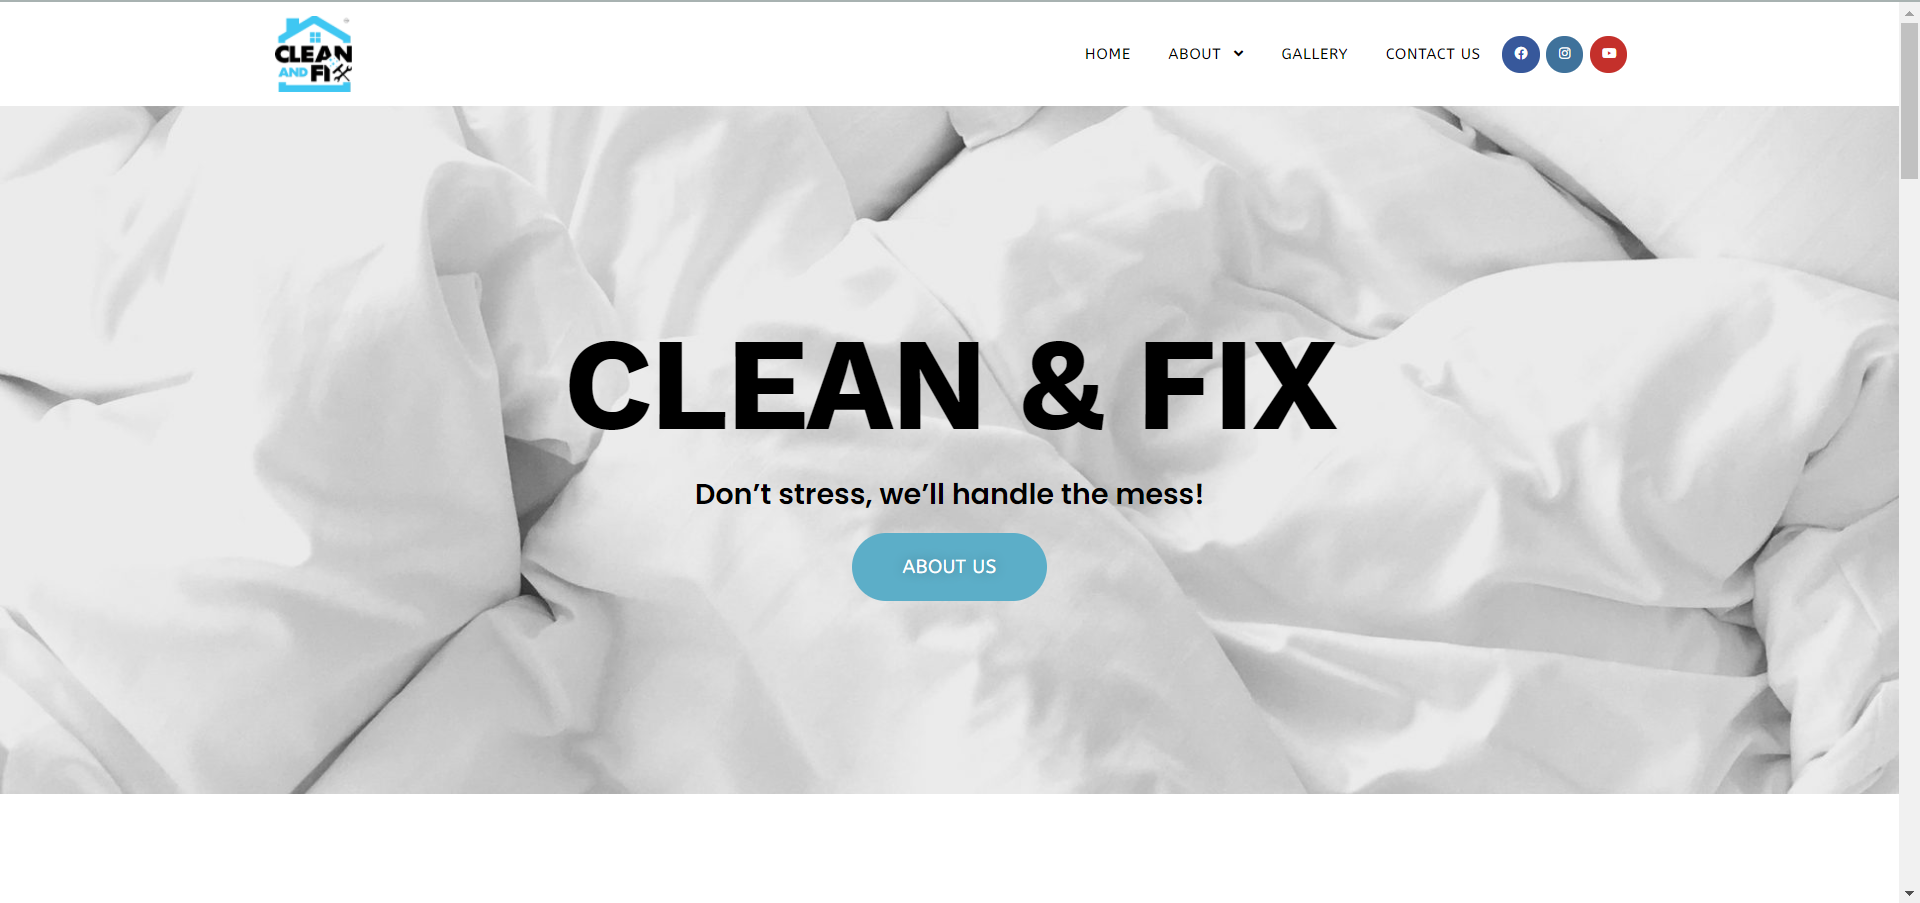 CLEAN
AND FIX
HOME ABOUT GALLERY CONTACT US
CLEAN & FIX
Don’t stress, we’ll handle the mess!
ABOUT US